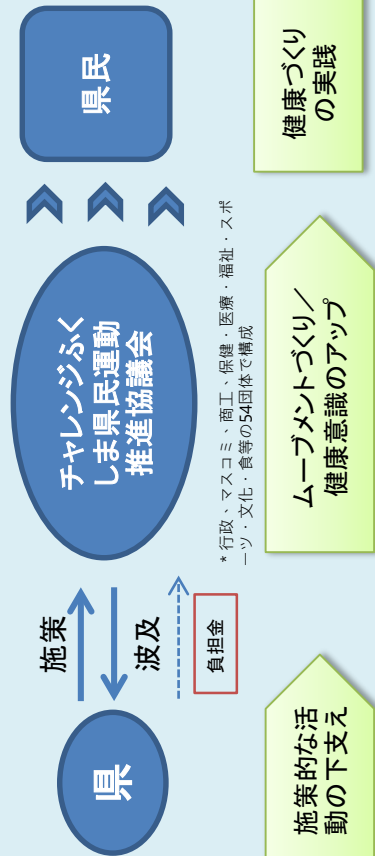 県
施策
波及
負担金
チャレンジふく
しま県民運動
推進協議会
県民
* 行政、マスコミ、商工、保健・医療・福祉・スポ
ーツ・文化・食等の54団体で構成
施策的な活
動の下支え
ムーブメントづくり／
健康意識のアップ
健康づくり
の実践